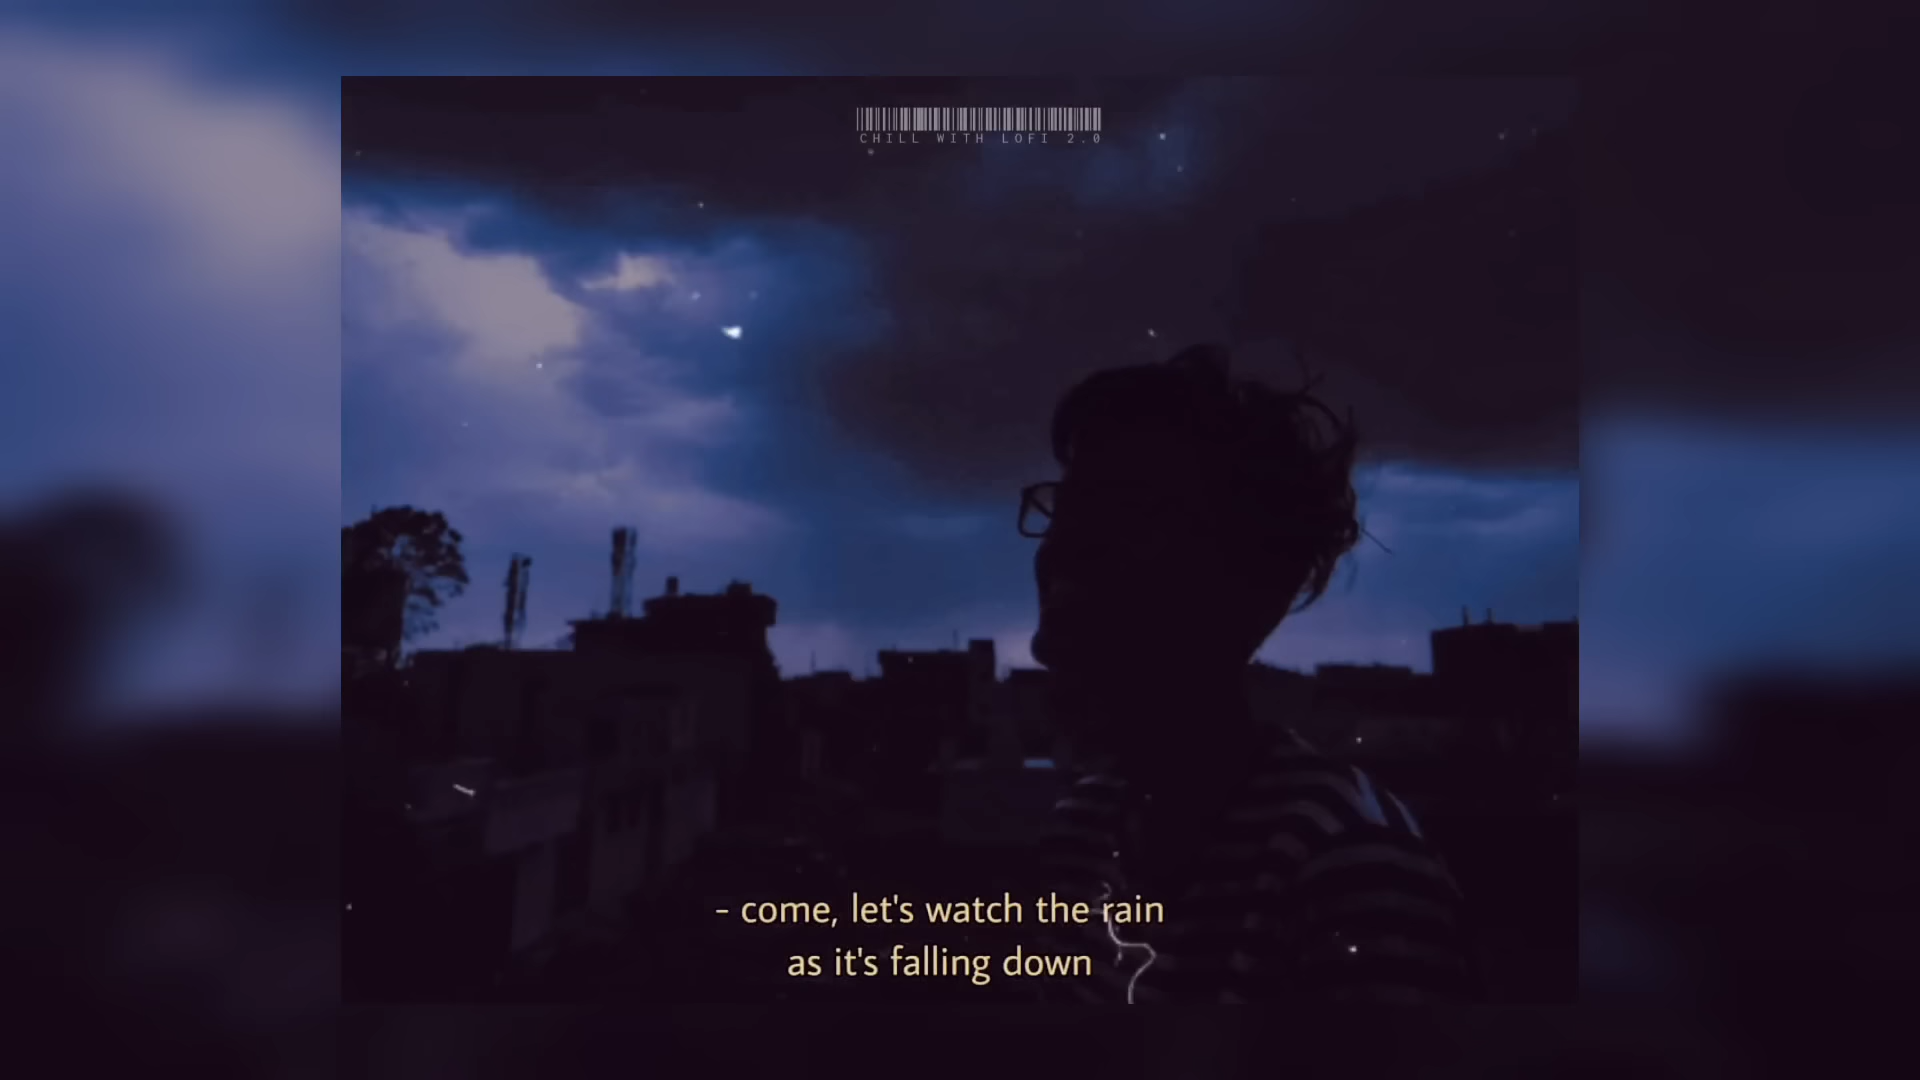 CHILL WITH LOFI 2.0
- come, let's watch the rain
as it's falling down